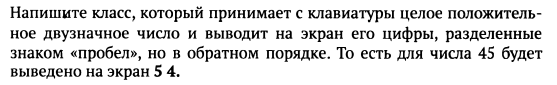 Напишите класс, который принимает с клавиатуры целое положитель-
ное двузначное число и выводит на экран его цифры, разделенные
знаком «пробел», но в обратном порядке. То есть для числа 45 будет
выведено на экран 5 4.